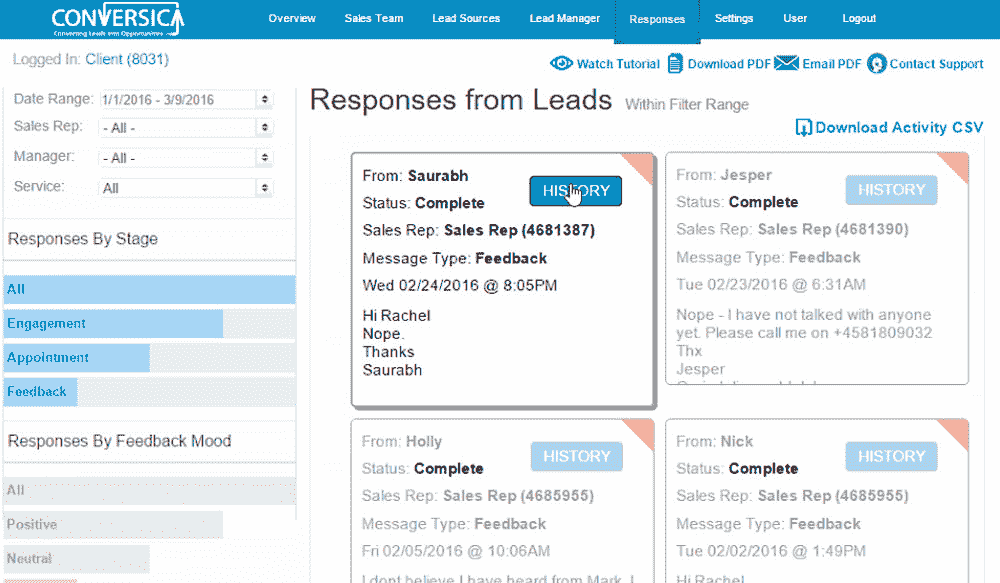 CONVERSICA
Converting Leads into Opportunities
Overview
Sales Team
Lead Sources
Lead Manager
Responses
Settings
User
Logout
Logged In: Client (8031)
Watch Tutorial
Download PDF
Email PDF
Contact Support
Date Range: 1/1/2016 - 3/9/2016
Sales Rep: - All -
Manager: - All -
Service: All
Responses By Stage
All
Engagement
Appointment
Feedback
Responses By Feedback Mood
All
Positive
Neutral
Responses from Leads Within Filter Range
Download Activity CSV
From: Saurabh
HISTORY
Status: Complete
Sales Rep: Sales Rep (4681387)
Message Type: Feedback
Wed 02/24/2016 @ 8:05PM
Hi Rachel
Nope.
Thanks
Saurabh
From: Jesper
HISTORY
Status: Complete
Sales Rep: Sales Rep (4681390)
Message Type: Feedback
Tue 02/23/2016 @ 6:31AM
Nope - I have not talked with anyone
yet. Please call me on +4581809032
Thx
Jesper
From: Holly
HISTORY
Status: Complete
Sales Rep: Sales Rep (4685955)
Message Type: Feedback
Fri 02/05/2016 @ 10:06AM
I dont believe I have heard from Mark. I
From: Nick
HISTORY
Status: Complete
Sales Rep: Sales Rep (4685955)
Message Type: Feedback
Tue 02/02/2016 @ 1:49PM
Hi Rachel